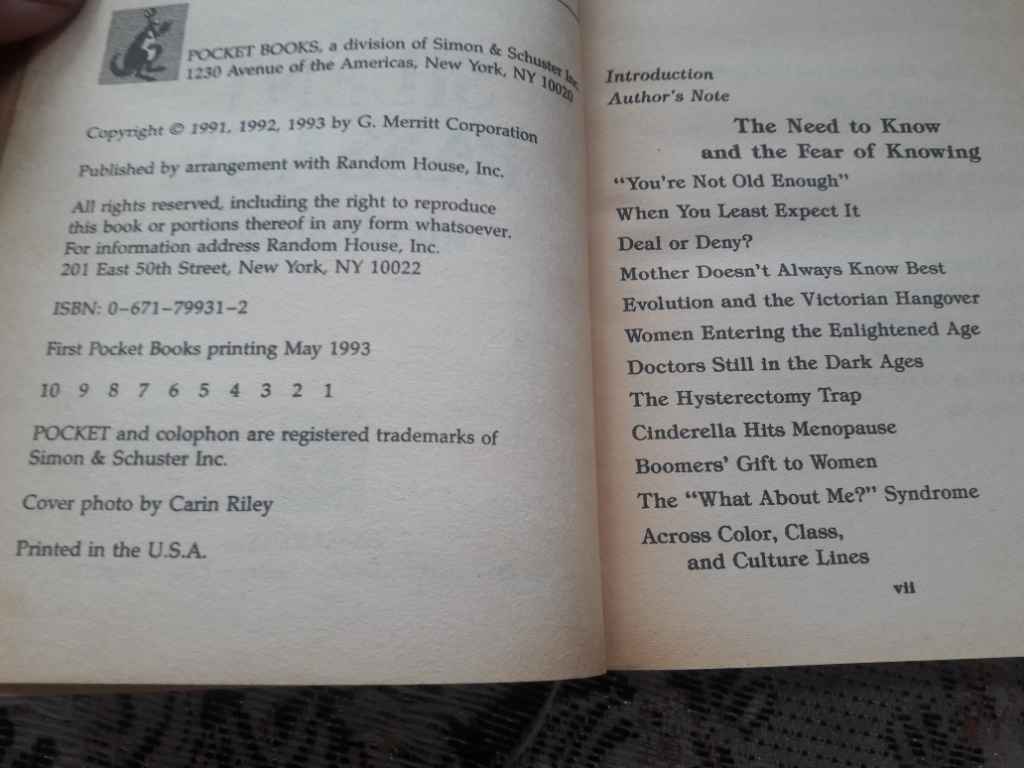 POCKET BOOKS, a division of Simon & Schuster Inc.
1230 Avenue of the Americas, New York, NY 10020
Copyright © 1991, 1992, 1993 by G. Merritt Corporation
Published by arrangement with Random House, Inc.
All rights reserved, including the right to reproduce
this book or portions thereof in any form whatsoever.
For information address Random House, Inc.
201 East 50th Street, New York, NY 10022
ISBN: 0-671-79931-2
First Pocket Books printing May 1993
10 9 8 7 6 5 4 3 2 1
POCKET and colophon are registered trademarks of
Simon & Schuster Inc.
Cover photo by Carin Riley
Printed in the U.S.A.
Introduction
Author's Note
The Need to Know
and the Fear of Knowing
“You're Not Old Enough”
When You Least Expect It
Deal or Deny?
Mother Doesn't Always Know Best
Evolution and the Victorian Hangover
Women Entering the Enlightened Age
Doctors Still in the Dark Ages
The Hysterectomy Trap
Cinderella Hits Menopause
Boomers' Gift to Women
The “What About Me?” Syndrome
Across Color, Class,
and Culture Lines
vii